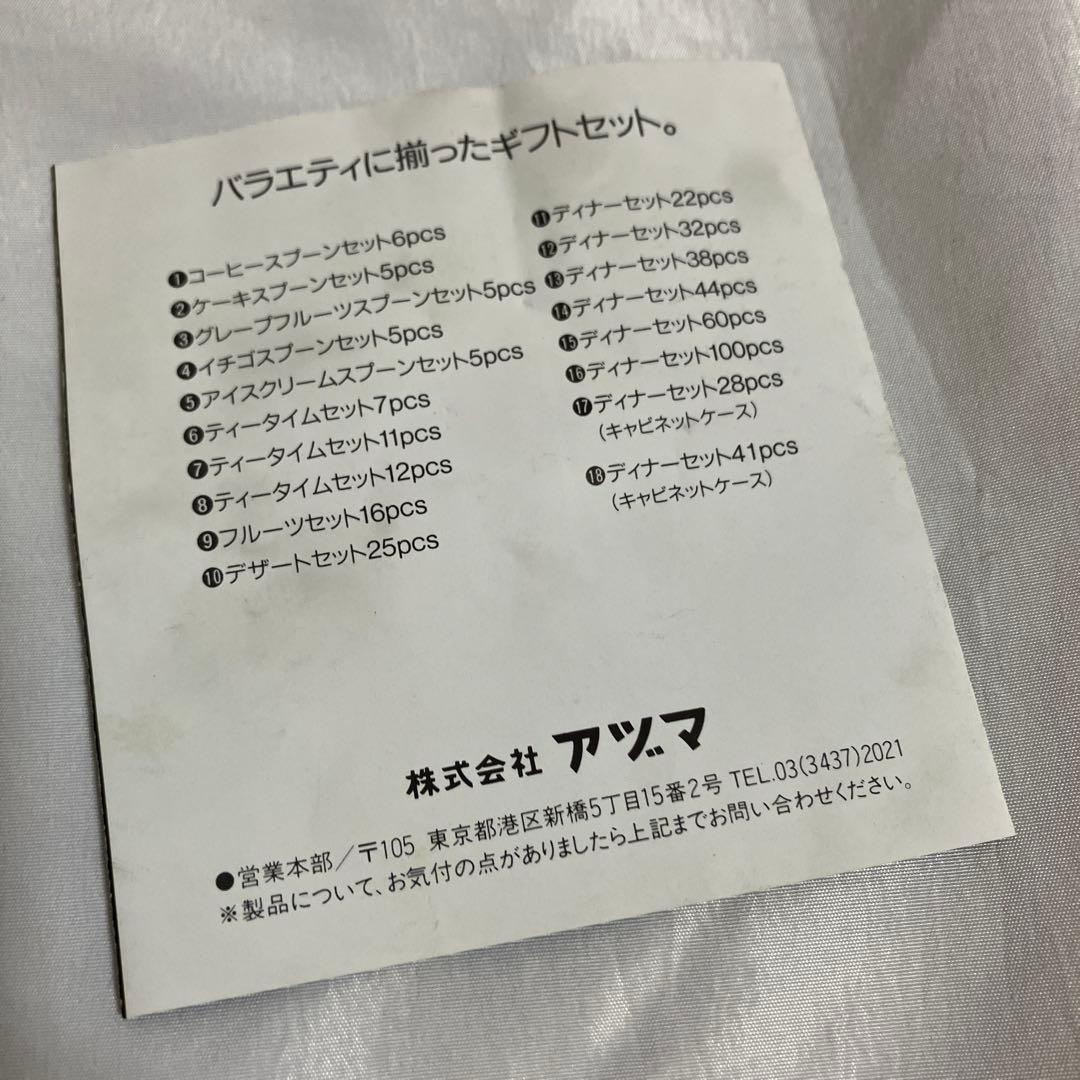 バラエティに揃ったギフトセット。
❶コーヒースプーンセット6pcs
❷ケーキスプーンセット5pcs
❸グレープフルーツスプーンセット5pcs
❹イチゴスプーンセット5pcs
❺アイスクリームスプーンセット5pcs
❻ティータイムセット7pcs
❼ティータイムセット11pcs
❽ティータイムセット12pcs
❾フルーツセット16pcs
❿デザートセット25pcs
⓫ディナーセット22pcs
⓬ディナーセット32pcs
⓭ディナーセット38pcs
⓮ディナーセット44pcs
⓯ディナーセット60pcs
⓰ディナーセット100pcs
⓱ディナーセット28pcs
(キャビネットケース)
⓲ディナーセット41pcs
(キャビネットケース)
株式会社 アヅマ
●営業本部/〒105 東京都港区新橋5丁目15番2号 TEL.03(3437)2021
※製品について、お気付の点がありましたら上記までお問い合わせください。